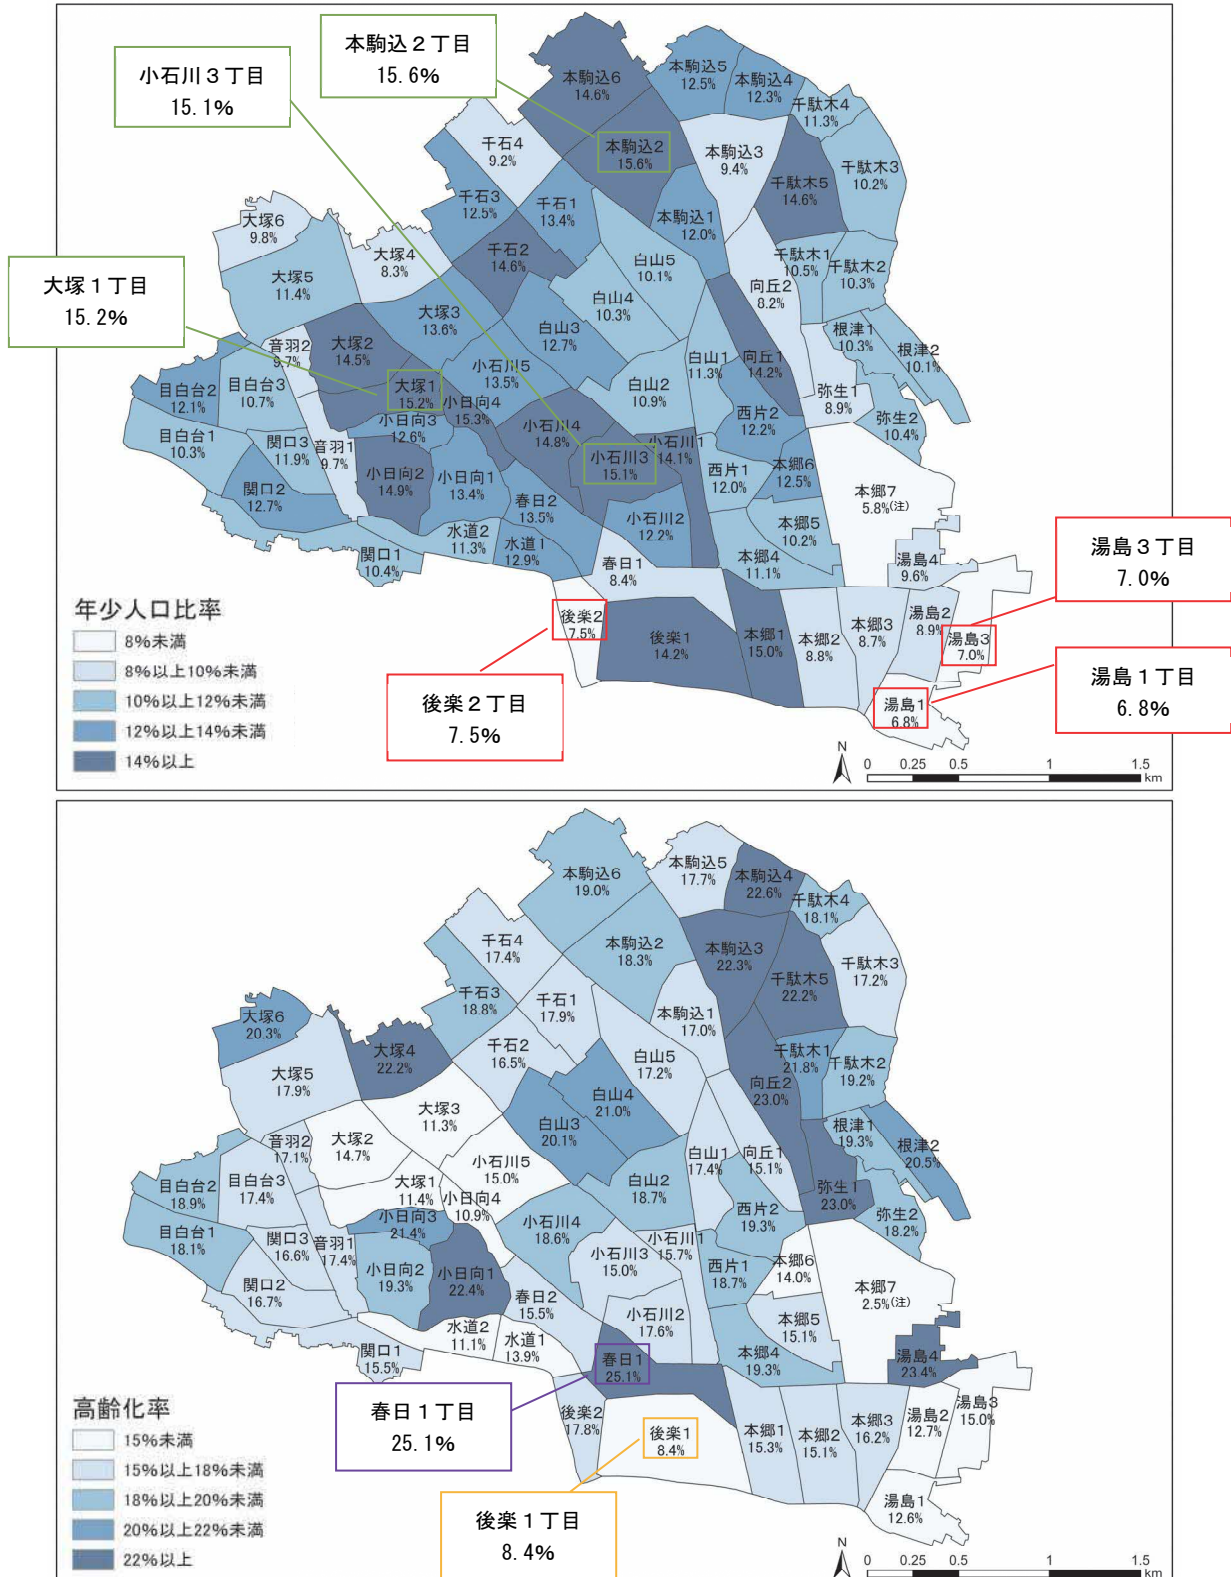 本駒込２丁目
15.6%
小石川３丁目
15.1%
大塚１丁目
15.2%
本駒込6
14.6%
本駒込5
12.5%
本駒込4
12.3%
千駄木4
11.3%
千石4
9.2%
本駒込2
15.6%
本駒込3
9.4%
千駄木5
14.6%
千駄木3
10.2%
千石3
12.5%
千石1
13.4%
本駒込1
12.0%
大塚6
9.8%
大塚4
8.3%
千石2
14.6%
白山5
10.1%
千駄木1
10.5%
千駄木2
10.3%
大塚5
11.4%
向丘2
8.2%
白山4
10.3%
大塚3
13.6%
白山3
12.7%
根津1
10.3%
根津2
10.1%
音羽2
9.7%
大塚2
14.5%
白山1
11.3%
向丘1
14.2%
小石川5
13.5%
目白台2
12.1%
目白台3
10.7%
大塚1
15.2%
小日向4
15.3%
白山2
10.9%
弥生1
8.9%
小日向3
12.6%
小石川4
14.8%
西片2
12.2%
弥生2
10.4%
目白台1
10.3%
関口3
11.9%
音羽1
9.7%
小石川1
14.1%
小石川3
15.1%
小日向2
14.9%
小日向1
13.4%
西片1
12.0%
本郷6
12.5%
本郷7
5.8%(注)
関口2
12.7%
春日2
13.5%
小石川2
12.2%
本郷5
10.2%
水道2
11.3%
水道1
12.9%
関口1
10.4%
春日1
8.4%
本郷4
11.1%
湯島4
9.6%
湯島３丁目
7.0%
後楽2
7.5%
後楽1
14.2%
本郷1
15.0%
本郷2
8.8%
本郷3
8.7%
湯島2
8.9%
湯島3
7.0%
湯島1
6.8%
湯島１丁目
6.8%
後楽２丁目
7.5%
年少人口比率
8%未満
8%以上10%未満
10%以上12%未満
12%以上14%未満
14%以上
N
0 0.25 0.5 1 1.5
km
本駒込6
19.0%
本駒込5
17.7%
本駒込4
22.6%
千駄木4
18.1%
千石4
17.4%
本駒込2
18.3%
本駒込3
22.3%
千駄木5
22.2%
千駄木3
17.2%
千石3
18.8%
千石1
17.9%
本駒込1
17.0%
大塚6
20.3%
大塚4
22.2%
千石2
16.5%
白山5
17.2%
千駄木1
21.8%
千駄木2
19.2%
大塚5
17.9%
向丘2
23.0%
白山4
21.0%
大塚3
11.3%
白山3
20.1%
根津1
19.3%
根津2
20.5%
音羽2
17.1%
大塚2
14.7%
白山1
17.4%
向丘1
15.1%
小石川5
15.0%
目白台2
18.9%
目白台3
17.4%
大塚1
11.4%
小日向4
10.9%
白山2
18.7%
弥生1
23.0%
小日向3
21.4%
小石川4
18.6%
西片2
19.3%
弥生2
18.2%
目白台1
18.1%
関口3
16.6%
音羽1
17.4%
小石川1
15.7%
小石川3
15.0%
小日向2
19.3%
小日向1
22.4%
西片1
18.7%
本郷6
14.0%
本郷7
2.5%(注)
関口2
16.7%
春日2
15.5%
小石川2
17.6%
本郷5
15.1%
水道2
11.1%
水道1
13.9%
関口1
15.5%
春日1
25.1%
本郷4
19.3%
湯島4
23.4%
後楽2
17.8%
後楽1
8.4%
本郷1
15.3%
本郷2
15.1%
本郷3
16.2%
湯島2
12.7%
湯島3
15.0%
湯島1
12.6%
春日１丁目
25.1%
後楽１丁目
8.4%
高齢化率
15%未満
15%以上18%未満
18%以上20%未満
20%以上22%未満
22%以上
N
0 0.25 0.5 1 1.5
km